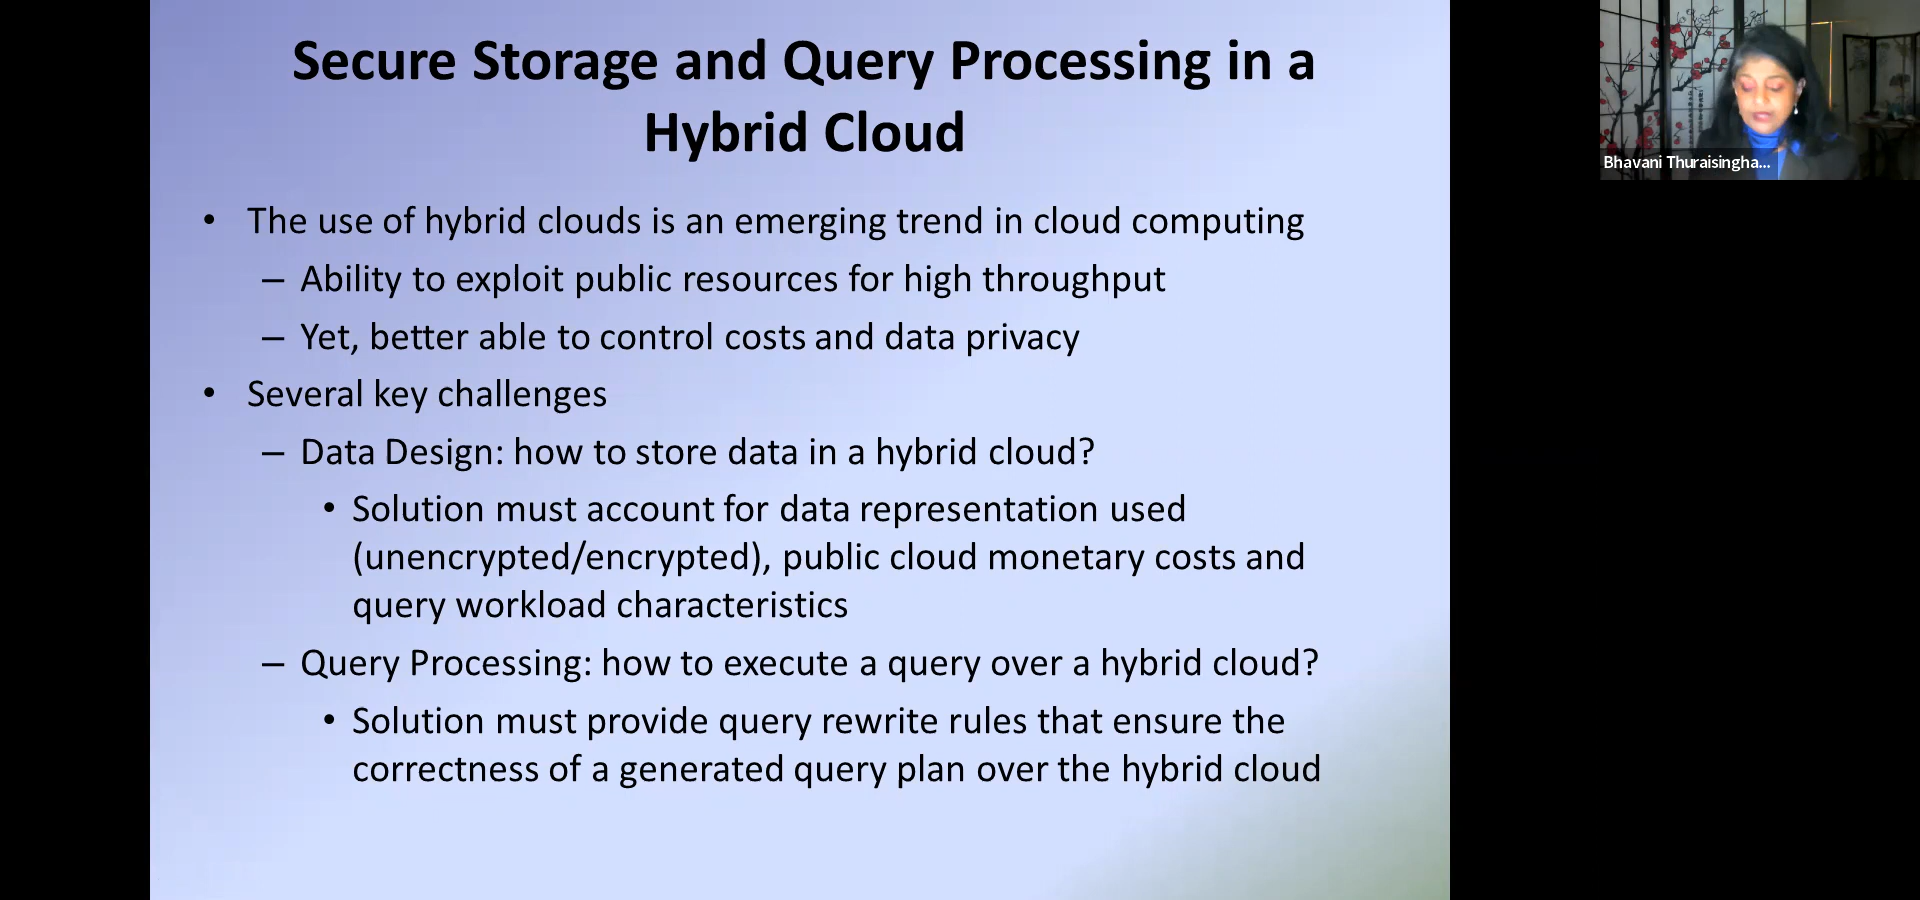 Secure Storage and Query Processing in a
Hybrid Cloud
• The use of hybrid clouds is an emerging trend in cloud computing
– Ability to exploit public resources for high throughput
– Yet, better able to control costs and data privacy
• Several key challenges
– Data Design: how to store data in a hybrid cloud?
• Solution must account for data representation used
(unencrypted/encrypted), public cloud monetary costs and
query workload characteristics
– Query Processing: how to execute a query over a hybrid cloud?
• Solution must provide query rewrite rules that ensure the
correctness of a generated query plan over the hybrid cloud
Bhavani Thuraisingha...